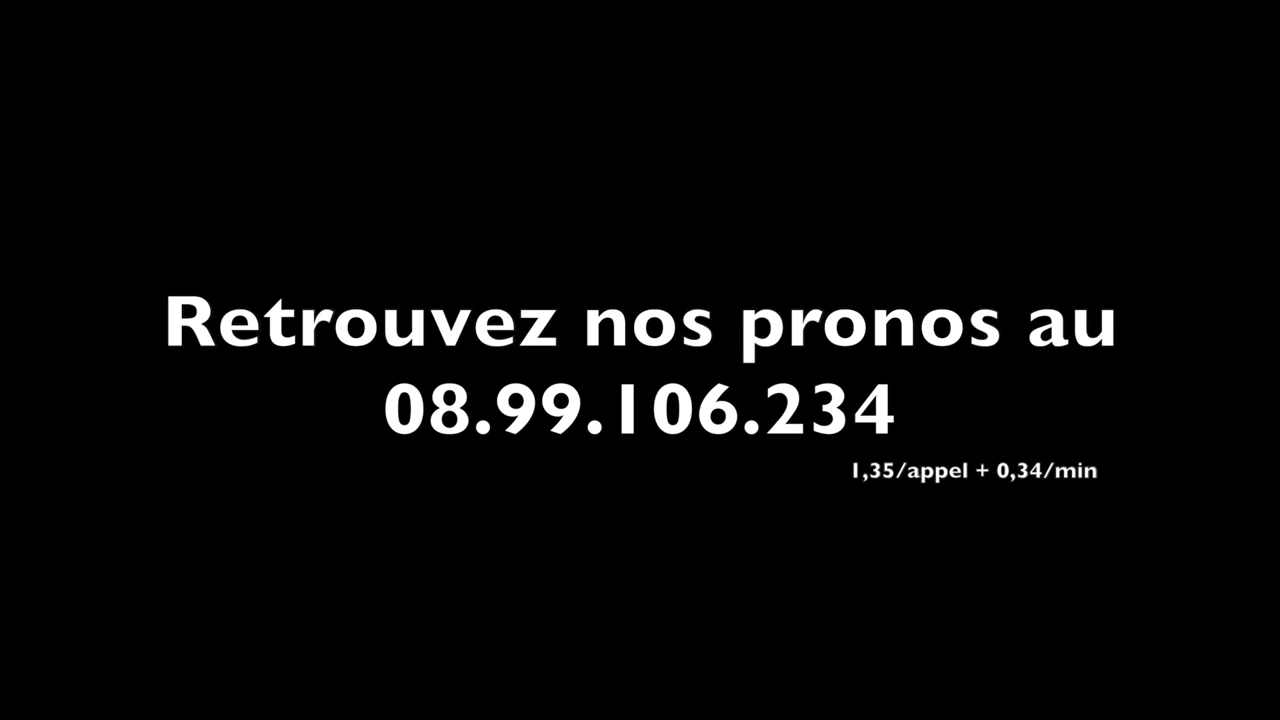 Retrouvez nos pronos au
08.99.106.234
1,35/appel + 0,34/min